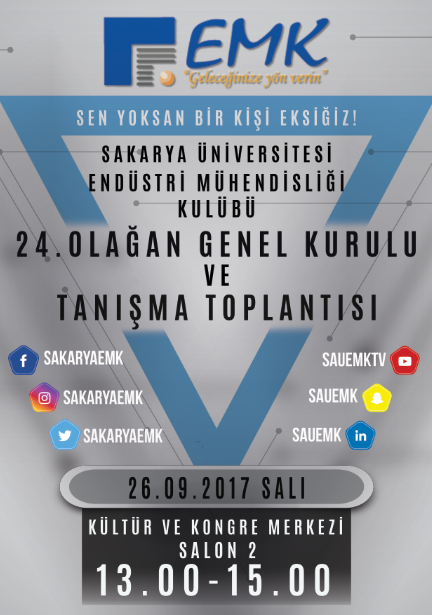 EMK
"Geleceğinize yön verin"
SEN YOKSAN BİR KİŞİ EKSİĞİZ!
SAKARYA ÜNİVERSİTESİ
ENDÜSTRİ MÜHENDİSLİĞİ
KULÜBÜ
24.OLAĞAN GENEL KURULU
VE
TANIŞMA TOPLANTISI
SAKARYAEMK
SAUEMKTV
SAKARYAEMK
SAUEMK
SAKARYAEMK
SAUEMK
26.09.2017 SALI
KÜLTÜR VE KONGRE MERKEZİ
SALON 2
13.00-15.00